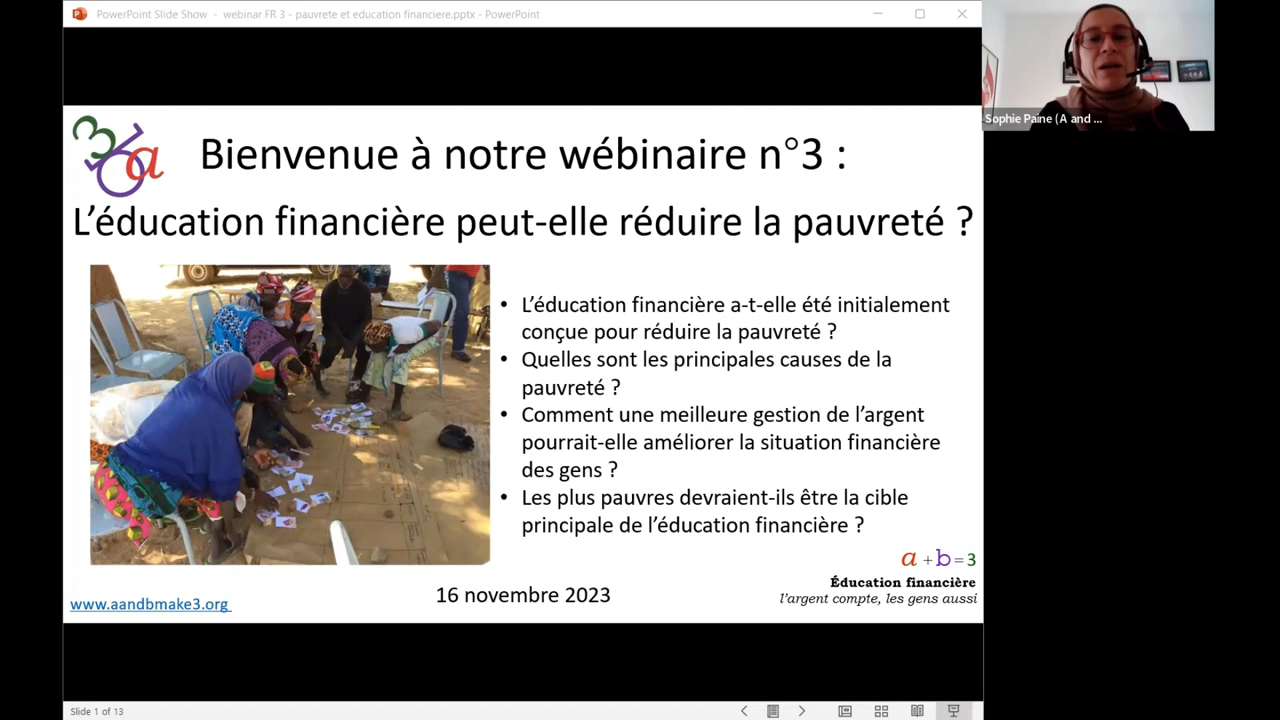 PowerPoint Slide Show - webinar FR 3 - pauvrete et education financiere.pptx - PowerPoint
Sophie Paine (A and ...
3
1
6
a
Bienvenue à notre wébinaire n°3 :
L’éducation financière peut-elle réduire la pauvreté ?
• L’éducation financière a-t-elle été initialement
conçue pour réduire la pauvreté ?
• Quelles sont les principales causes de la
pauvreté ?
• Comment une meilleure gestion de l’argent
pourrait-elle améliorer la situation financière
des gens ?
• Les plus pauvres devraient-ils être la cible
principale de l’éducation financière ?
a + b = 3
Éducation financière
l’argent compte, les gens aussi
16 novembre 2023
www.aandbmake3.org
Slide 1 of 13